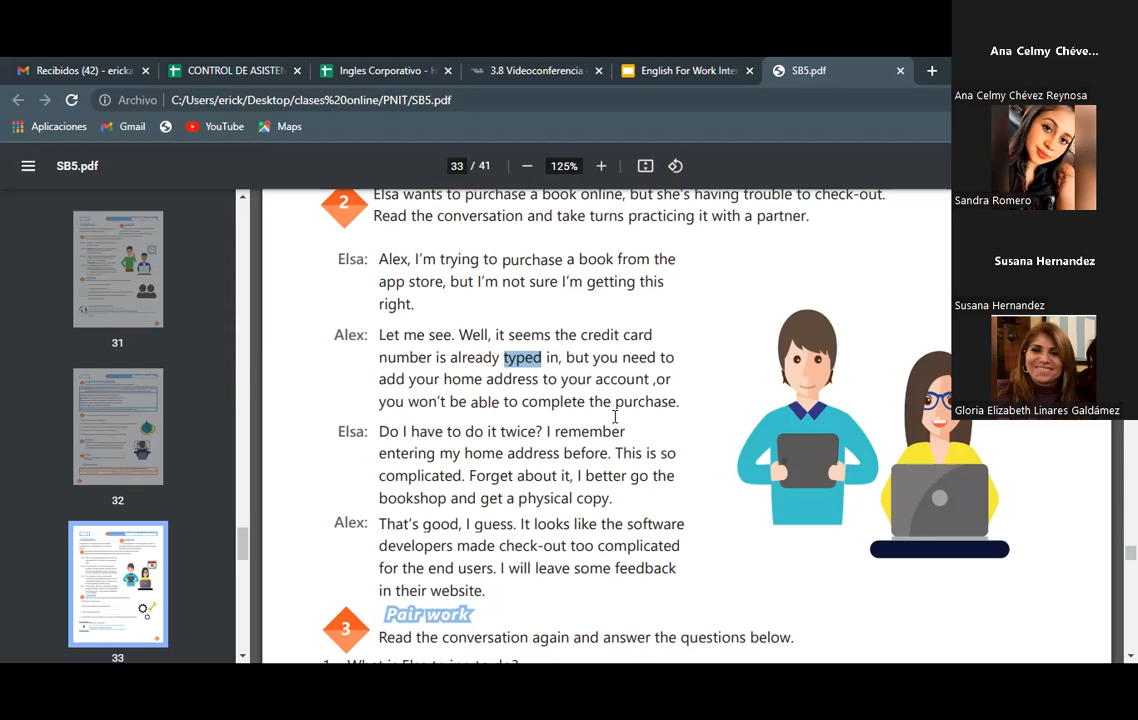 Ana Celmy Chéve...
Recibidos (42) - ericka
CONTROL DE ASISTEN
Ingles Corporativo - H
3.8 Videoconferencia
English For Work Inter
SB5.pdf
Ana Celmy Chévez Reynosa
Archivo
C:/Users/erick/Desktop/clases%20online/PNIT/SB5.pdf
Aplicaciones
Gmail
YouTube
Maps
SB5.pdf
33 / 41
125%
Sandra Romero
2
Elsa wants to purchase a book online, but she's having trouble to check-out.
Read the conversation and take turns practicing it with a partner.
Elsa: Alex, I'm trying to purchase a book from the
app store, but I'm not sure I'm getting this
right.
Susana Hernandez
Susana Hernandez
Alex: Let me see. Well, it seems the credit card
number is already typed in, but you need to
add your home address to your account ,or
you won't be able to complete the purchase.
Gloria Elizabeth Linares Galdámez
Elsa: Do I have to do it twice? I remember
entering my home address before. This is so
complicated. Forget about it, I better go the
bookshop and get a physical copy.
Alex: That's good, I guess. It looks like the software
developers made check-out too complicated
for the end users. I will leave some feedback
in their website.
Pair work
3
Read the conversation again and answer the questions below.
31
32
33